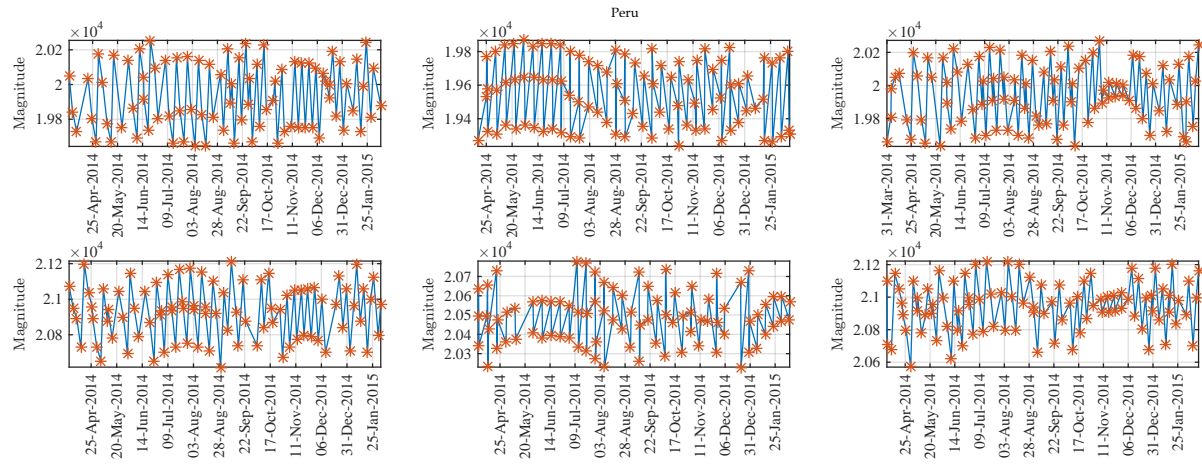 Peru
×10⁴ ×10⁴ ×10⁴
Magnitude Magnitude Magnitude
2.02 1.98 2.02
2 1.96 2
1.98 1.94 1.98
25-Apr-2014 20-May-2014 14-Jun-2014 09-Jul-2014 03-Aug-2014 28-Aug-2014 22-Sep-2014 17-Oct-2014 11-Nov-2014 06-Dec-2014 31-Dec-2014 25-Jan-2015
25-Apr-2014 20-May-2014 14-Jun-2014 09-Jul-2014 03-Aug-2014 28-Aug-2014 22-Sep-2014 17-Oct-2014 11-Nov-2014 06-Dec-2014 31-Dec-2014 25-Jan-2015
31-Mar-2014 25-Apr-2014 20-May-2014 14-Jun-2014 09-Jul-2014 03-Aug-2014 28-Aug-2014 22-Sep-2014 17-Oct-2014 11-Nov-2014 06-Dec-2014 31-Dec-2014 25-Jan-2015
×10⁴ ×10⁴ ×10⁴
Magnitude Magnitude Magnitude
2.12 2.07 2.12
2.1 2.06 2.1
2.08 2.05 2.08
2.04 2.06
2.03
25-Apr-2014 20-May-2014 14-Jun-2014 09-Jul-2014 03-Aug-2014 28-Aug-2014 22-Sep-2014 17-Oct-2014 11-Nov-2014 06-Dec-2014 31-Dec-2014 25-Jan-2015
25-Apr-2014 20-May-2014 14-Jun-2014 09-Jul-2014 03-Aug-2014 28-Aug-2014 22-Sep-2014 17-Oct-2014 11-Nov-2014 06-Dec-2014 31-Dec-2014 25-Jan-2015
25-Apr-2014 20-May-2014 14-Jun-2014 09-Jul-2014 03-Aug-2014 28-Aug-2014 22-Sep-2014 17-Oct-2014 11-Nov-2014 06-Dec-2014 31-Dec-2014 25-Jan-2015